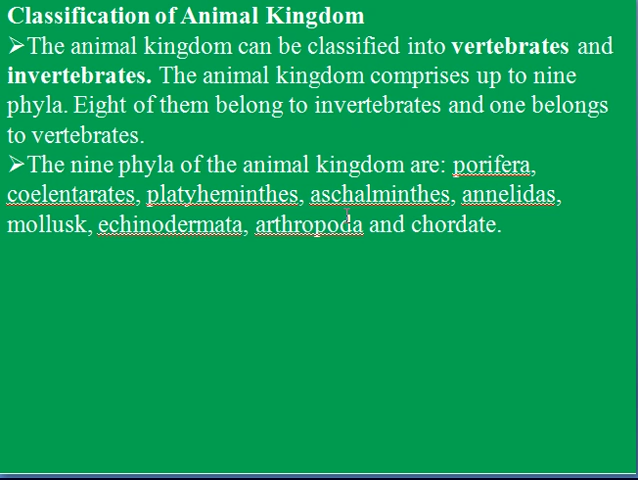 Classification of Animal Kingdom
➢The animal kingdom can be classified into vertebrates and
invertebrates. The animal kingdom comprises up to nine
phyla. Eight of them belong to invertebrates and one belongs
to vertebrates.
➢The nine phyla of the animal kingdom are: porifera,
coelentarates, platyheminthes, aschalminthes, annelidas,
mollusk, echinodermata, arthropoda and chordate.